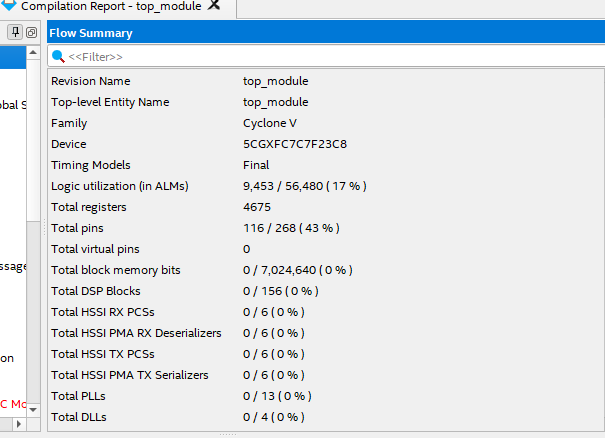 Compilation Report - top_module
Flow Summary
<<Filter>>
Revision Name top_module
Top-level Entity Name top_module
Family Cyclone V
Device 5CGXFC7C7F23C8
Timing Models Final
obal S
Logic utilization (in ALMs) 9,453 / 56,480 ( 17 % )
Total registers 4675
Total pins 116 / 268 ( 43 % )
Total virtual pins 0
ssage
Total block memory bits 0 / 7,024,640 ( 0 % )
Total DSP Blocks 0 / 156 ( 0 % )
Total HSSI RX PCSs 0 / 6 ( 0 % )
Total HSSI PMA RX Deserializers 0 / 6 ( 0 % )
on
Total HSSI TX PCSs 0 / 6 ( 0 % )
Total HSSI PMA TX Serializers 0 / 6 ( 0 % )
C Mo
Total PLLs 0 / 13 ( 0 % )
Total DLLs 0 / 4 ( 0 % )